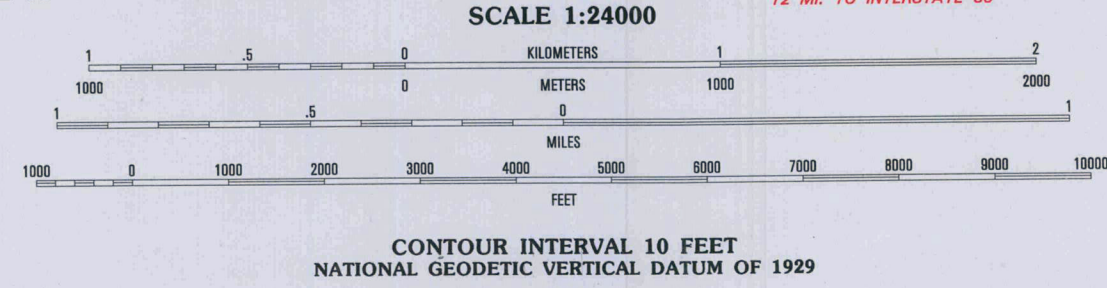 SCALE 1:24000
1 .5 0 KILOMETERS 1 2
1000 0 METERS 1000 2000
1 .5 0 1
MILES
1000 0 1000 2000 3000 4000 5000 6000 7000 8000 9000 10000
FEET
CONTOUR INTERVAL 10 FEET
NATIONAL GEODETIC VERTICAL DATUM OF 1929